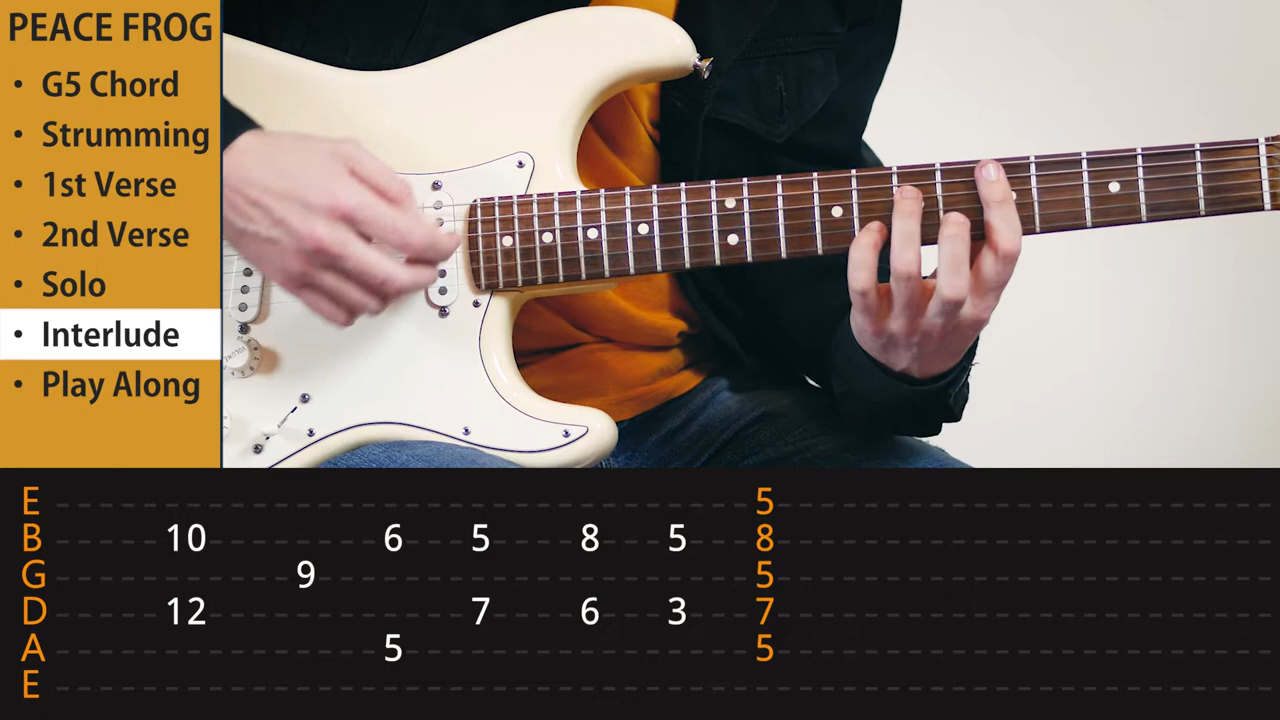 PEACE FROG
• G5 Chord
• Strumming
• 1st Verse
• 2nd Verse
• Solo
• Interlude
• Play Along
E 5
B 10 6 5 8 5 8
G 9 5
D 12 7 6 3 7
A 5 5
E
VOLUME